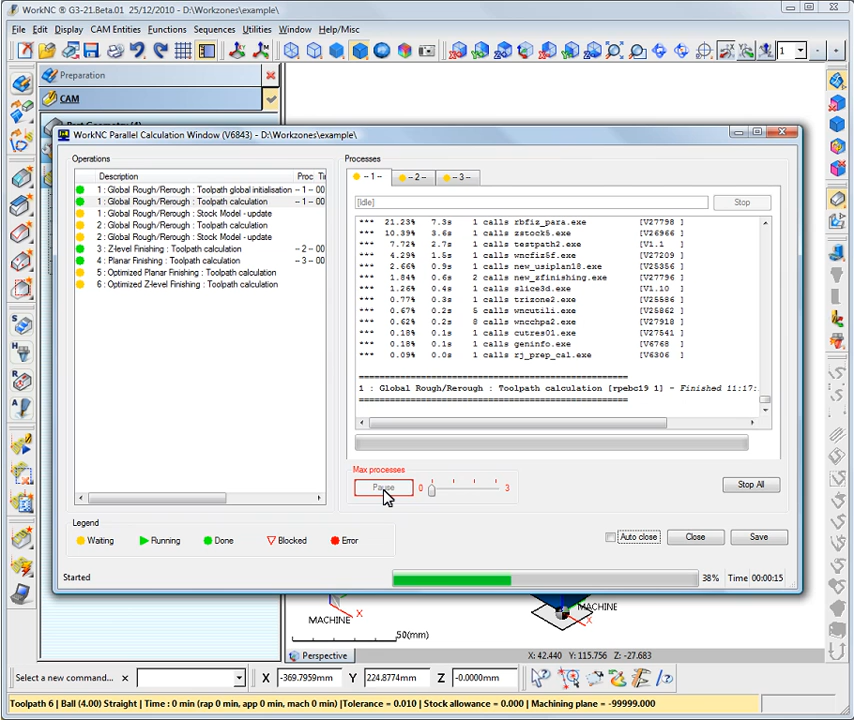 WorkNC ® G3-21.Beta.01 25/12/2010 - D:\Workzones\example\
File Edit Display CAM Entities Functions Sequences Utilities Window Help/Misc
1
Preparation
CAM
WorkNC Parallel Calculation Window (V6843) - D:\Workzones\example\
Operations
Description Proc Ti
1 : Global Rough/Rerough : Toolpath global initialisation -- 1 -- 00
1 : Global Rough/Rerough : Toolpath calculation -- 1 -- 00
1 : Global Rough/Rerough : Stock Model - update
2 : Global Rough/Rerough : Toolpath calculation
2 : Global Rough/Rerough : Stock Model - update
3 : Z-level Finishing : Toolpath calculation -- 2 -- 00
4 : Planar Finishing : Toolpath calculation -- 3 -- 00
5 : Optimized Planar Finishing : Toolpath calculation
6 : Optimized Z-level Finishing : Toolpath calculation
Processes
-- 1 -- -- 2 -- -- 3 --
[Idle] Stop
*** 21.23% 7.3s 1 calls rbfiz_para.exe [V27798 ]
*** 10.39% 3.6s 1 calls zstock5.exe [V26966 ]
*** 7.72% 2.7s 1 calls testpath2.exe [V1.1 ]
*** 4.29% 1.5s 1 calls wncfiz5f.exe [V27209 ]
*** 2.66% 0.9s 1 calls new_usiplan18.exe [V25356 ]
*** 1.84% 0.6s 2 calls new_zfinishing.exe [V27796 ]
*** 1.26% 0.4s 1 calls slice3d.exe [V1.10 ]
*** 0.77% 0.3s 1 calls trizone2.exe [V25586 ]
*** 0.67% 0.2s 5 calls wncutili.exe [V25862 ]
*** 0.62% 0.2s 8 calls wncchpa2.exe [V27918 ]
*** 0.18% 0.1s 1 calls cutres01.exe [V27541 ]
*** 0.18% 0.1s 1 calls geninfo.exe [V6768 ]
*** 0.09% 0.0s 1 calls rj_prep_cal.exe [V6306 ]
================================================
1 : Global Rough/Rerough : Toolpath calculation [rpebc19 1] - Finished 11:17:
================================================
Max processes
Pause 0 3 Stop All
Legend
Waiting Running Done Blocked Error
Auto close Close Save
Started 38% Time 00:00:15
X MACHINE MACHINE X
50(mm)
Perspective X: 42.440 Y: 115.756 Z: -27.683
Select a new command... X -369.7959mm Y 224.8774mm Z -0.0000mm
Toolpath 6 | Ball (4.00) Straight | Time : 0 min (rap 0 min, app 0 min, mach 0 min) |Tolerance = 0.010 | Stock allowance = 0.000 | Machining plane = -99999.000